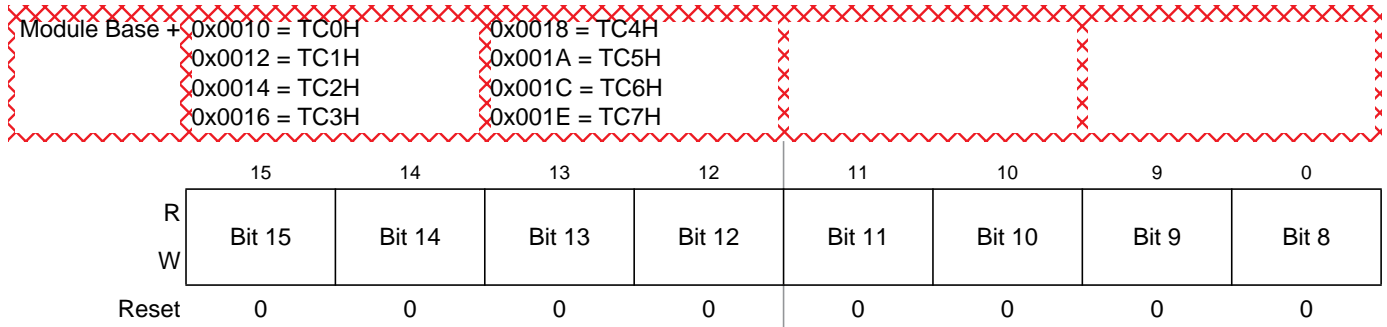 Module Base + 0x0010 = TC0H 0x0018 = TC4H
0x0012 = TC1H 0x001A = TC5H
0x0014 = TC2H 0x001C = TC6H
0x0016 = TC3H 0x001E = TC7H
15 14 13 12 11 10 9 0
R
Bit 15 Bit 14 Bit 13 Bit 12 Bit 11 Bit 10 Bit 9 Bit 8
W
Reset 0 0 0 0 0 0 0 0